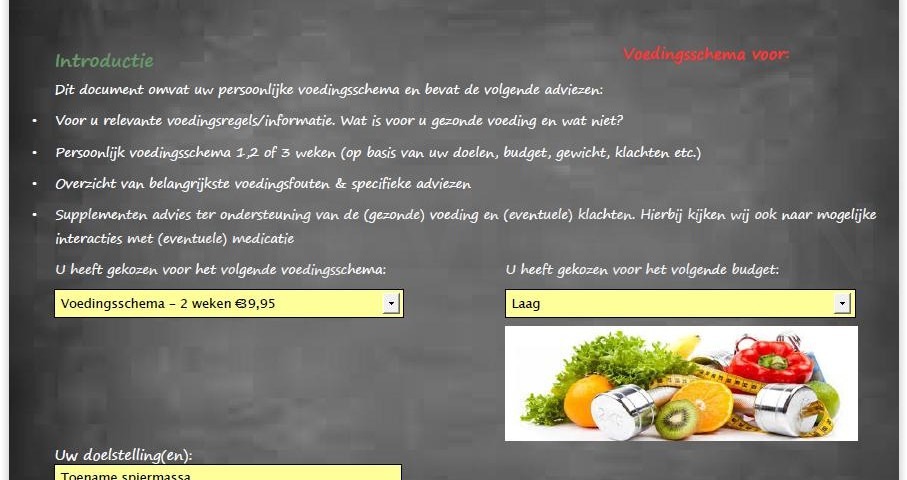 Introductie
Voedingsschema voor:
Dit document omvat uw persoonlijke voedingsschema en bevat de volgende adviezen:
• Voor u relevante voedingsregels/informatie. Wat is voor u gezonde voeding en wat niet?
• Persoonlijk voedingsschema 1,2 of 3 weken (op basis van uw doelen, budget, gewicht, klachten etc.)
• Overzicht van belangrijkste voedingsfouten & specifieke adviezen
• Supplementen advies ter ondersteuning van de (gezonde) voeding en (eventuele) klachten. Hierbij kijken wij ook naar mogelijke
interacties met (eventuele) medicatie
U heeft gekozen voor het volgende voedingsschema:
Voedingsschema - 2 weken €39,95
U heeft gekozen voor het volgende budget:
Laag
Uw doelstelling(en):
Toename spiermassa